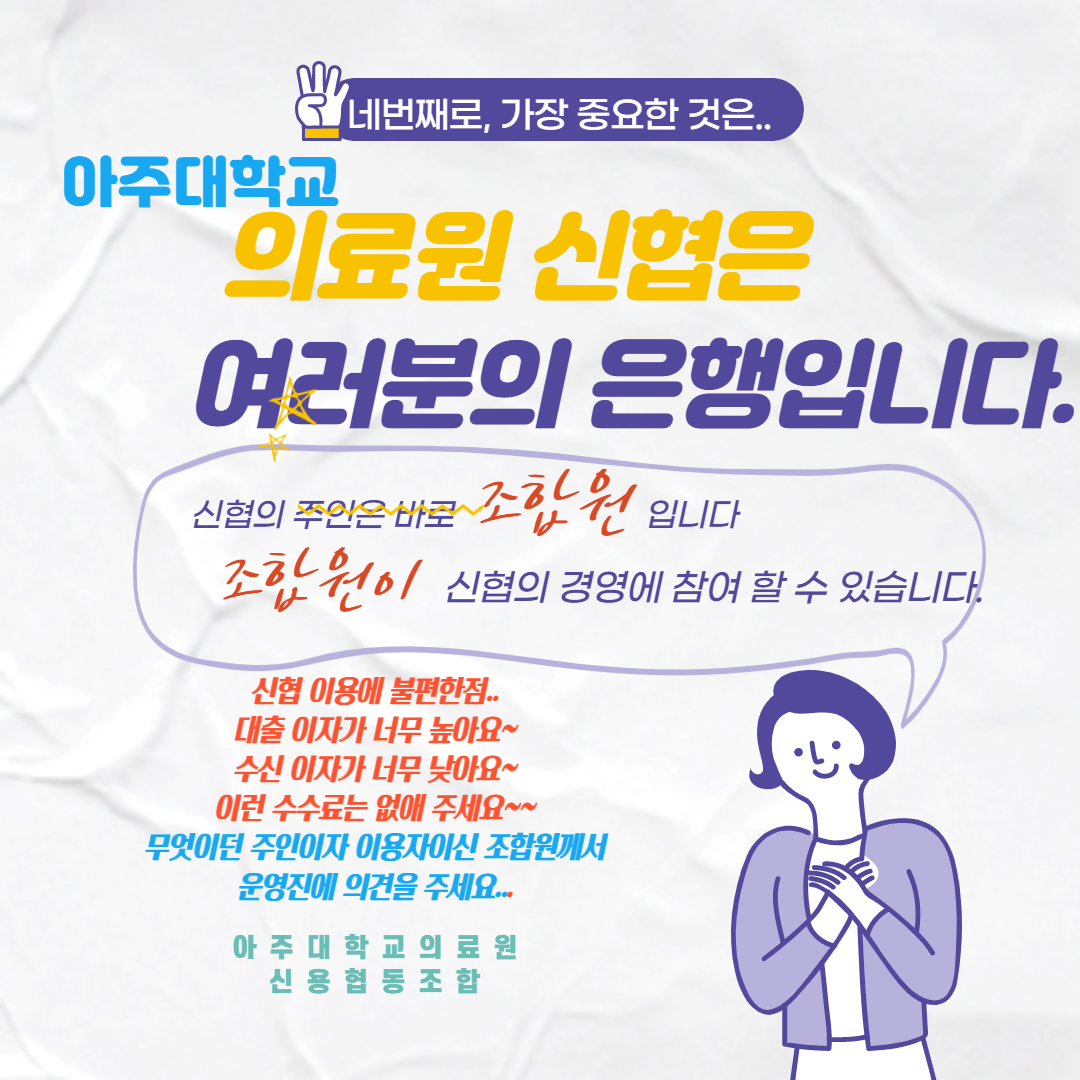 네번째로, 가장 중요한 것은..
아주대학교
의료원 신협은
여러분의 은행입니다.
신협의 주인은 바로 조합원 입니다
조합원이 신협의 경영에 참여 할 수 있습니다.
신협 이용에 불편한점..
대출 이자가 너무 높아요~
수신 이자가 너무 낮아요~
이런 수수료는 없애 주세요~~
무엇이던 주인이자 이용자이신 조합원께서
운영진에 의견을 주세요...
아주대학교의료원
신용협동조합